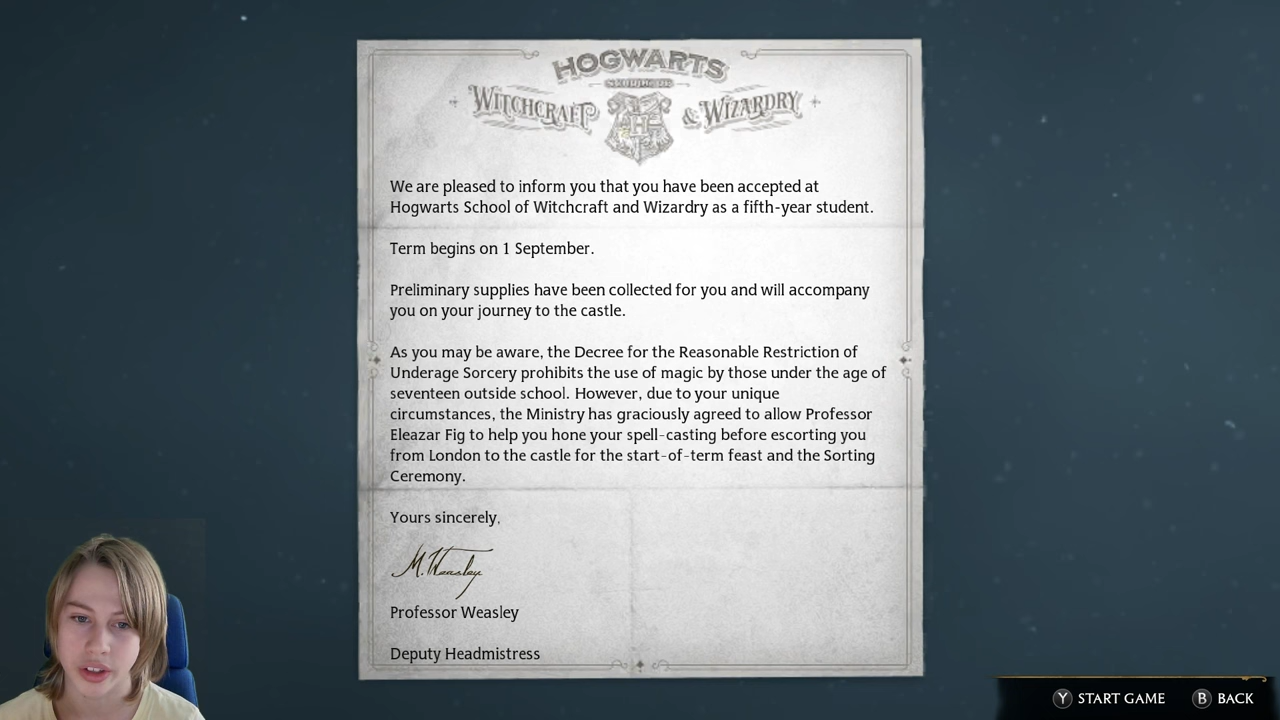 HOGWARTS
SCHOOL OF
WITCHCRAFT & WIZARDRY
H
We are pleased to inform you that you have been accepted at
Hogwarts School of Witchcraft and Wizardry as a fifth-year student.
Term begins on 1 September.
Preliminary supplies have been collected for you and will accompany
you on your journey to the castle.
As you may be aware, the Decree for the Reasonable Restriction of
Underage Sorcery prohibits the use of magic by those under the age of
seventeen outside school. However, due to your unique
circumstances, the Ministry has graciously agreed to allow Professor
Eleazar Fig to help you hone your spell-casting before escorting you
from London to the castle for the start-of-term feast and the Sorting
Ceremony.
Yours sincerely,
M. Weasley
Professor Weasley
Deputy Headmistress
Y START GAME B BACK